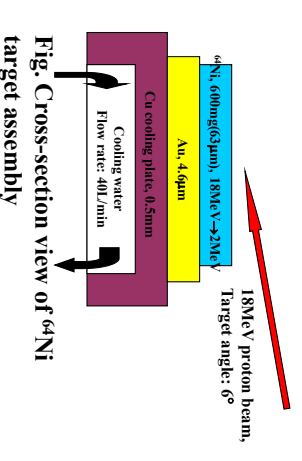 18MeV proton beam,
Target angle: 6°
⁶⁴Ni, 600mg(63μm), 18MeV→2MeV
Au, 4.6μm
Cu cooling plate, 0.5mm
Cooling water
Flow rate: 40L/min
Fig. Cross-section view of ⁶⁴Ni
target assembly